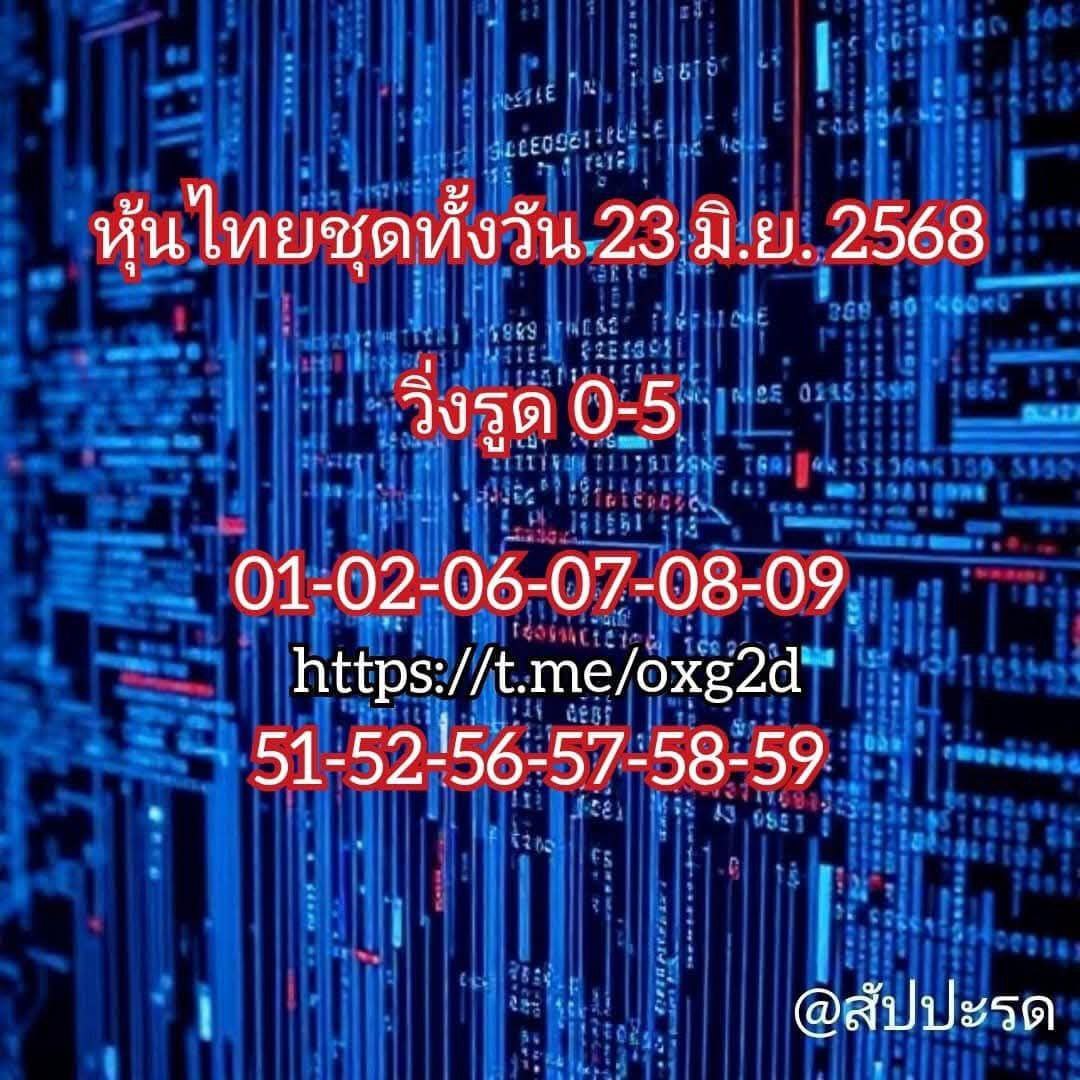 หุ้นไทยชุดทั้งวัน 23 มิ.ย. 2568
วิ่งรูด 0-5
01-02-06-07-08-09
https://t.me/oxg2d
51-52-56-57-58-59
@สัปปะรด